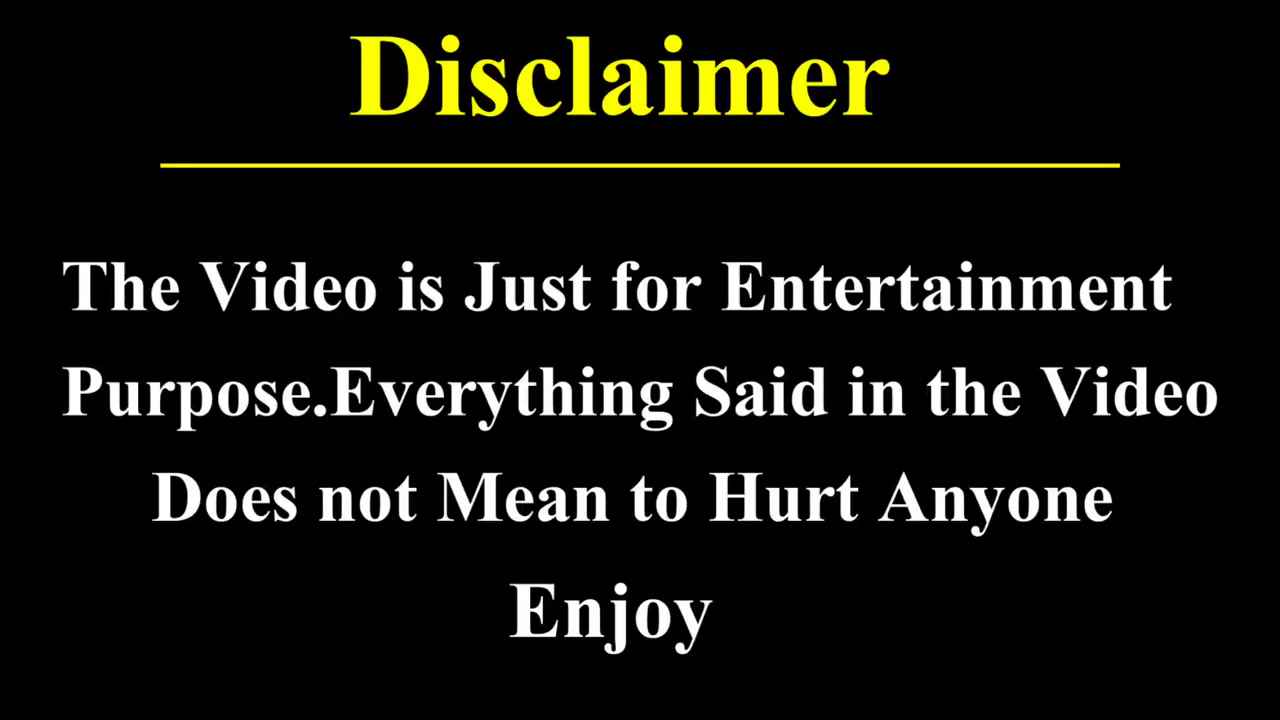 Disclaimer
The Video is Just for Entertainment
Purpose.Everything Said in the Video
Does not Mean to Hurt Anyone
Enjoy